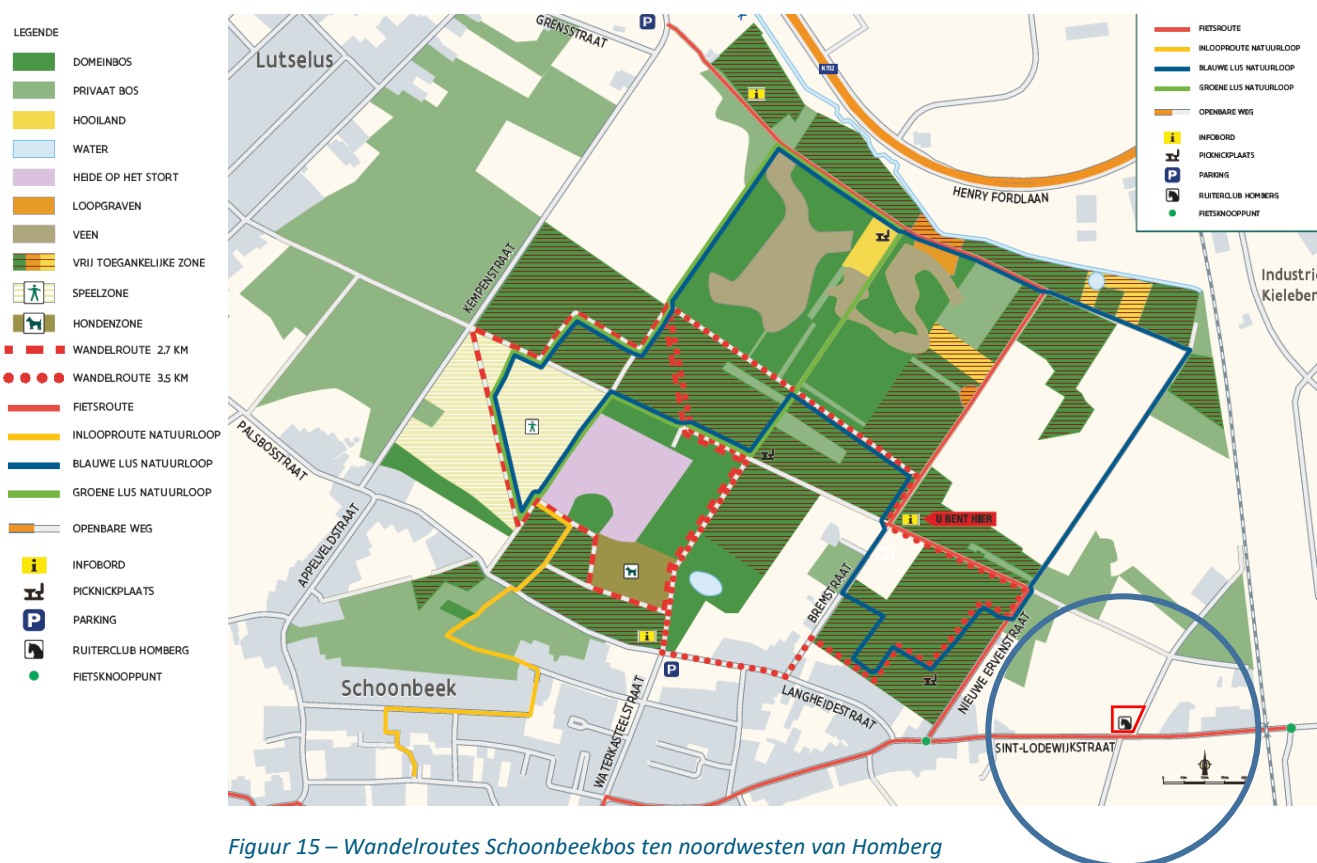 LEGENDE
DOMEINBOS
PRIVAAT BOS
HOOILAND
WATER
HEIDE OP HET STORT
LOOPGRAVEN
VEEN
VRIJ TOEGANKELIJKE ZONE
SPEELZONE
HONDENZONE
WANDELROUTE 2,7 KM
WANDELROUTE 3,5 KM
FIETSROUTE
INLOOPROUTE NATUURLOOP
BLAUWE LUS NATUURLOOP
GROENE LUS NATUURLOOP
OPENBARE WEG
i INFOBORD
PICKNICKPLAATS
P PARKING
RUITERCLUB HOMBERG
FIETSKNOOPPUNT
GRENSSTRAAT
P
Lutselus
i
N702
HENRY FORDLAAN
FIETSROUTE
INLOOPROUTE NATUURLOOP
BLAUWE LUS NATUURLOOP
GROENE LUS NATUURLOOP
OPENBARE WEG
i INFOBORD
PICKNICKPLAATS
P PARKING
RUITERCLUB HOMBERG
FIETSKNOOPPUNT
Industrie
Kieleber
KEMPENSTRAAT
PALSBOSSTRAAT
APPELVELDSTRAAT
i U BENT HIER
BREMSTRAAT
i
P
Schoonbeek
WATERKASTEELSTRAAT
LANGHEIDESTRAAT
NIEUWE ERVENSTRAAT
SINT-LODEWIJKSTRAAT
Figuur 15 – Wandelroutes Schoonbeekbos ten noordwesten van Homberg